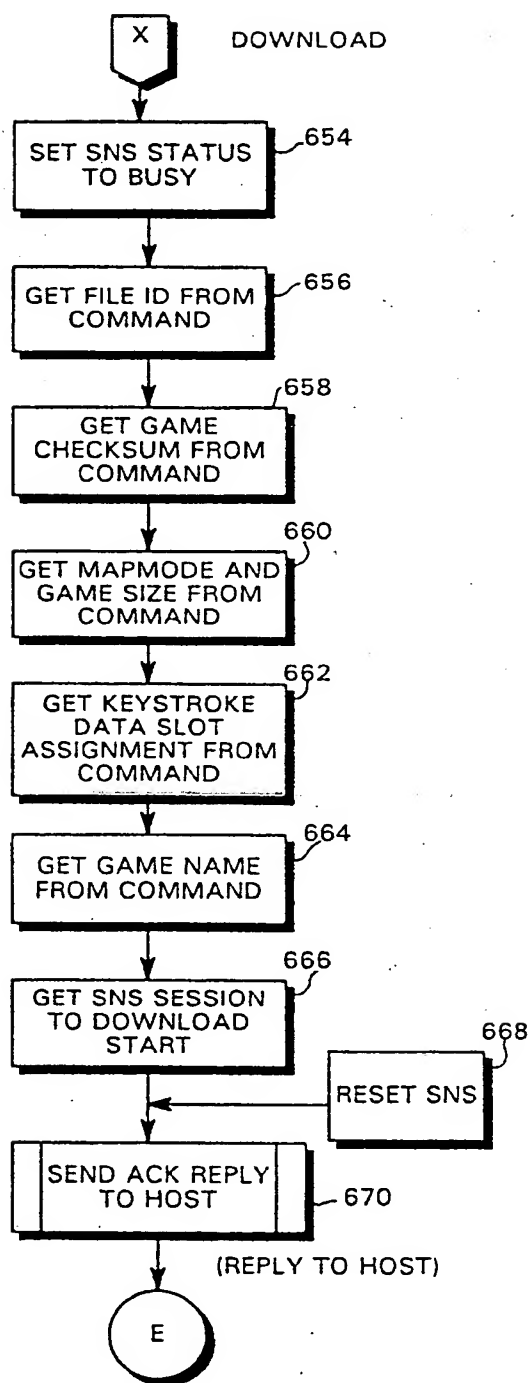 X
DOWNLOAD
654
SET SNS STATUS
TO BUSY
656
GET FILE ID FROM
COMMAND
658
GET GAME
CHECKSUM FROM
COMMAND
660
GET MAPMODE AND
GAME SIZE FROM
COMMAND
662
GET KEYSTROKE
DATA SLOT
ASSIGNMENT FROM
COMMAND
664
GET GAME NAME
FROM COMMAND
666
GET SNS SESSION
TO DOWNLOAD
START
668
RESET SNS
SEND ACK REPLY
TO HOST
670
(REPLY TO HOST)
E